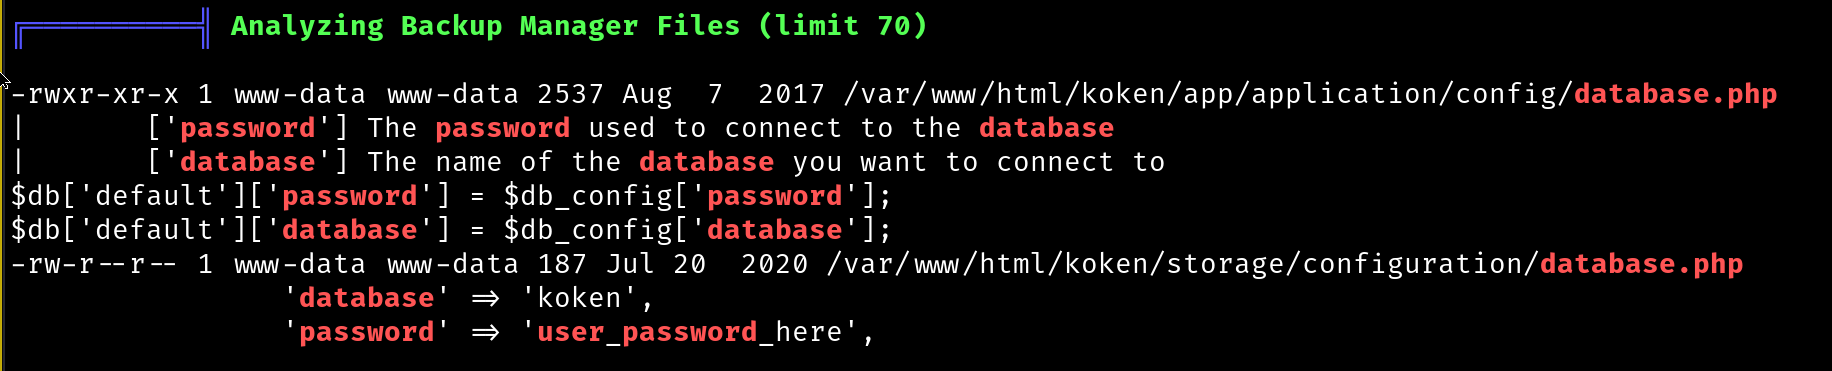 ╔══════════╣ Analyzing Backup Manager Files (limit 70)
-rwxr-xr-x 1 www-data www-data 2537 Aug  7  2017 /var/www/html/koken/app/application/config/database.php
|       ['password'] The password used to connect to the database
|       ['database'] The name of the database you want to connect to
$db['default']['password'] = $db_config['password'];
$db['default']['database'] = $db_config['database'];
-rw-r--r-- 1 www-data www-data 187 Jul 20  2020 /var/www/html/koken/storage/configuration/database.php
                'database' => 'koken',
                'password' => 'user_password_here',